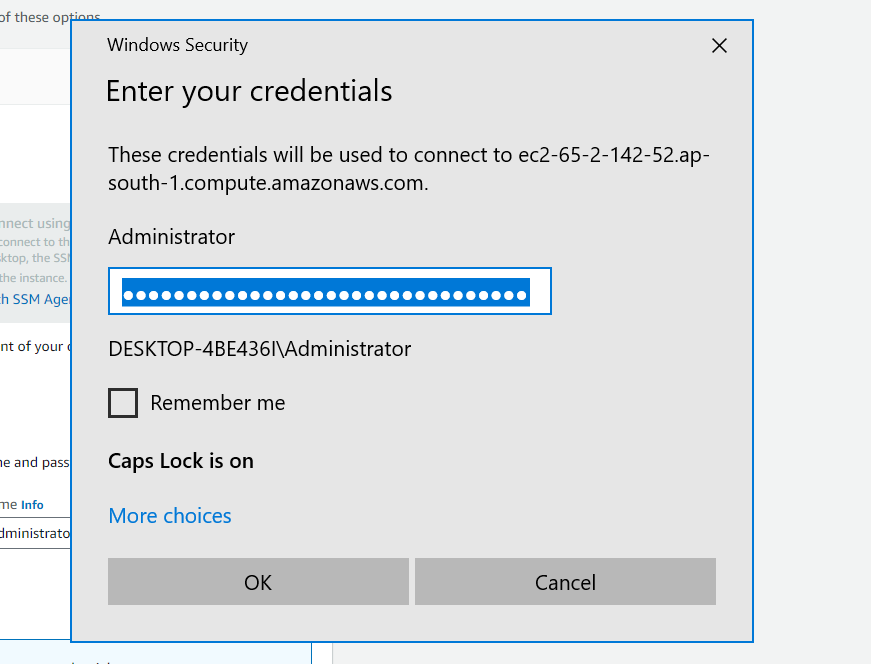 of these options
Windows Security
Enter your credentials
These credentials will be used to connect to ec2-65-2-142-52.ap-
south-1.compute.amazonaws.com.
nnect using
connect to th
sktop, the SSM
the instance.
h SSM Age
Administrator
nt of your
DESKTOP-4BE436I\Administrator
Remember me
ne and pass
Caps Lock is on
me Info
dministrato
More choices
OK
Cancel